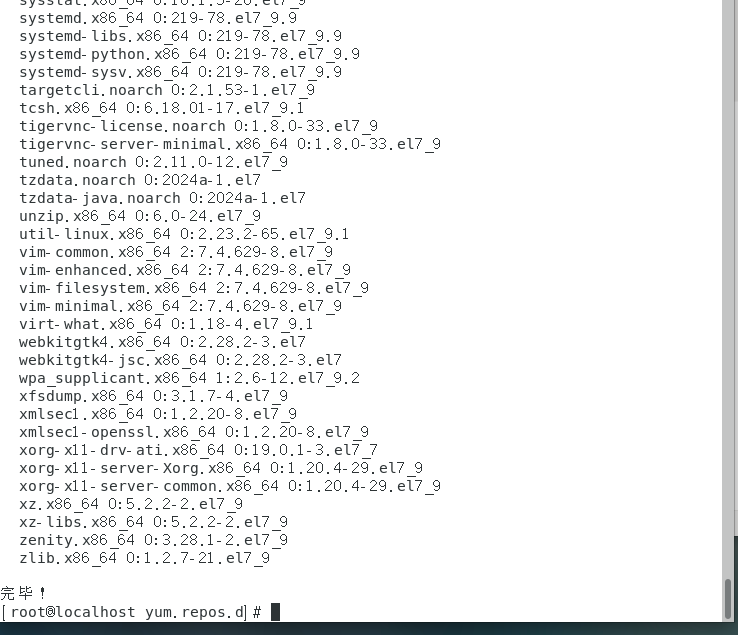 systemd.x86_64 0:219-78.el7_9.9
systemd-libs.x86_64 0:219-78.el7_9.9
systemd-python.x86_64 0:219-78.el7_9.9
systemd-sysv.x86_64 0:219-78.el7_9.9
targetcli.noarch 0:2.1.53-1.el7_9
tcsh.x86_64 0:6.18.01-17.el7_9.1
tigervnc-license.noarch 0:1.8.0-33.el7_9
tigervnc-server-minimal.x86_64 0:1.8.0-33.el7_9
tuned.noarch 0:2.11.0-12.el7_9
tzdata.noarch 0:2024a-1.el7
tzdata-java.noarch 0:2024a-1.el7
unzip.x86_64 0:6.0-24.el7_9
util-linux.x86_64 0:2.23.2-65.el7_9.1
vim-common.x86_64 2:7.4.629-8.el7_9
vim-enhanced.x86_64 2:7.4.629-8.el7_9
vim-filesystem.x86_64 2:7.4.629-8.el7_9
vim-minimal.x86_64 2:7.4.629-8.el7_9
virt-what.x86_64 0:1.18-4.el7_9.1
webkitgtk4.x86_64 0:2.28.2-3.el7
webkitgtk4-jsc.x86_64 0:2.28.2-3.el7
wpa_supplicant.x86_64 1:2.6-12.el7_9.2
xfsdump.x86_64 0:3.1.7-4.el7_9
xmlsec1.x86_64 0:1.2.20-8.el7_9
xmlsec1-openssl.x86_64 0:1.2.20-8.el7_9
xorg-x11-drv-ati.x86_64 0:19.0.1-3.el7_7
xorg-x11-server-Xorg.x86_64 0:1.20.4-29.el7_9
xorg-x11-server-common.x86_64 0:1.20.4-29.el7_9
xz.x86_64 0:5.2.2-2.el7_9
xz-libs.x86_64 0:5.2.2-2.el7_9
zenity.x86_64 0:3.28.1-2.el7_9
zlib.x86_64 0:1.2.7-21.el7_9
完毕！
[root@localhost yum.repos.d]#